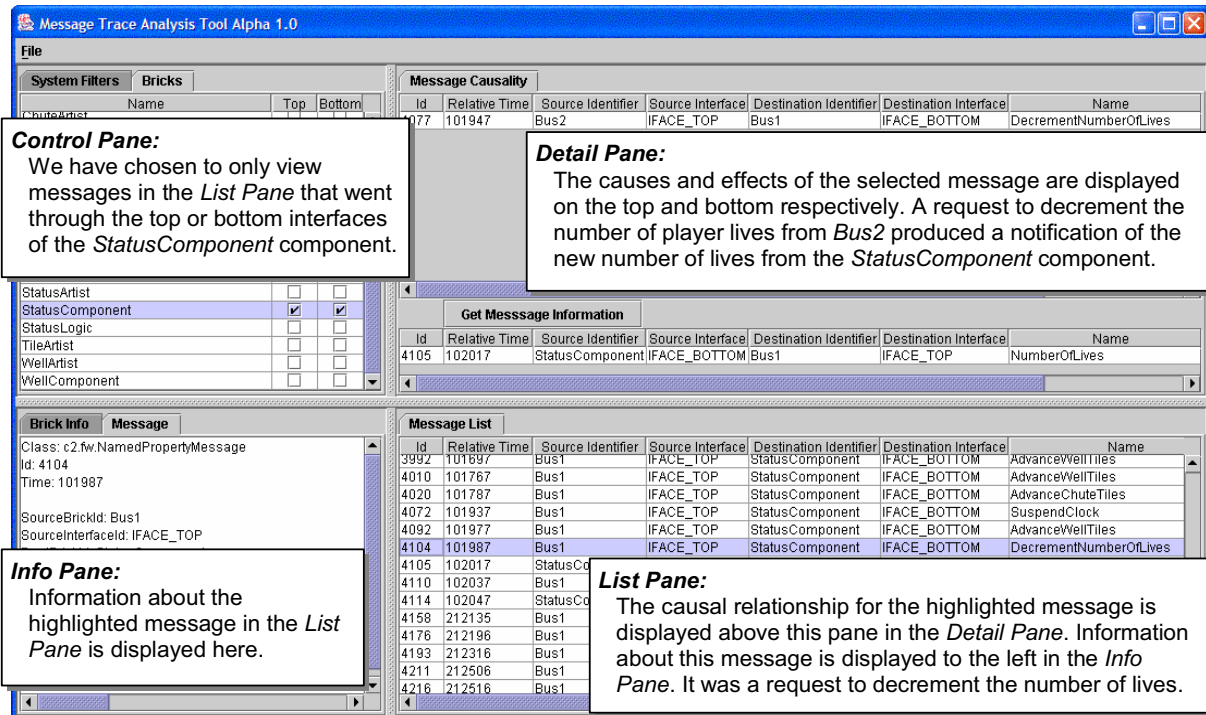 Message Trace Analysis Tool Alpha 1.0
File
System Filters Bricks
Name Top Bottom
ChuteArtist
Control Pane:
We have chosen to only view
messages in the List Pane that went
through the top or bottom interfaces
of the StatusComponent component.
StatusArtist
StatusComponent
StatusLogic
TileArtist
WellArtist
WellComponent
Message Causality
Id Relative Time Source Identifier Source Interface Destination Identifier Destination Interface Name
4077 101947 Bus2 IFACE_TOP Bus1 IFACE_BOTTOM DecrementNumberOfLives
Detail Pane:
The causes and effects of the selected message are displayed
on the top and bottom respectively. A request to decrement the
number of player lives from Bus2 produced a notification of the
new number of lives from the StatusComponent component.
Get Messsage Information
Id Relative Time Source Identifier Source Interface Destination Identifier Destination Interface Name
4105 102017 StatusComponent IFACE_BOTTOM Bus1 IFACE_TOP NumberOfLives
Brick Info Message
Class: c2.fw.NamedPropertyMessage
Id: 4104
Time: 101987
SourceBrickId: Bus1
SourceInterfaceId: IFACE_TOP
Info Pane:
Information about the
highlighted message in the List
Pane is displayed here.
Message List
Id Relative Time Source Identifier Source Interface Destination Identifier Destination Interface Name
3992 101697 Bus1 IFACE_TOP StatusComponent IFACE_BOTTOM AdvanceWellTiles
4010 101767 Bus1 IFACE_TOP StatusComponent IFACE_BOTTOM AdvanceWellTiles
4020 101787 Bus1 IFACE_TOP StatusComponent IFACE_BOTTOM AdvanceChuteTiles
4072 101937 Bus1 IFACE_TOP StatusComponent IFACE_BOTTOM SuspendClock
4092 101977 Bus1 IFACE_TOP StatusComponent IFACE_BOTTOM AdvanceWellTiles
4104 101987 Bus1 IFACE_TOP StatusComponent IFACE_BOTTOM DecrementNumberOfLives
4105 102017 StatusCo
4110 102037 Bus1
4114 102047 StatusCo
4158 212135 Bus1
4176 212196 Bus1
4193 212316 Bus1
4211 212506 Bus1
4216 212516 Bus1
List Pane:
The causal relationship for the highlighted message is
displayed above this pane in the Detail Pane. Information
about this message is displayed to the left in the Info
Pane. It was a request to decrement the number of lives.